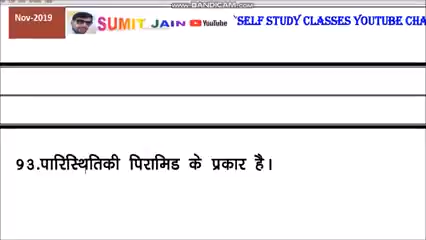 www.BANDICAM.com
Nov-2019
SUMIT JAIN YouTube "SELF STUDY CLASSES YOUTUBE CHA
93.पारिस्थितिकी पिरामिड के प्रकार है।